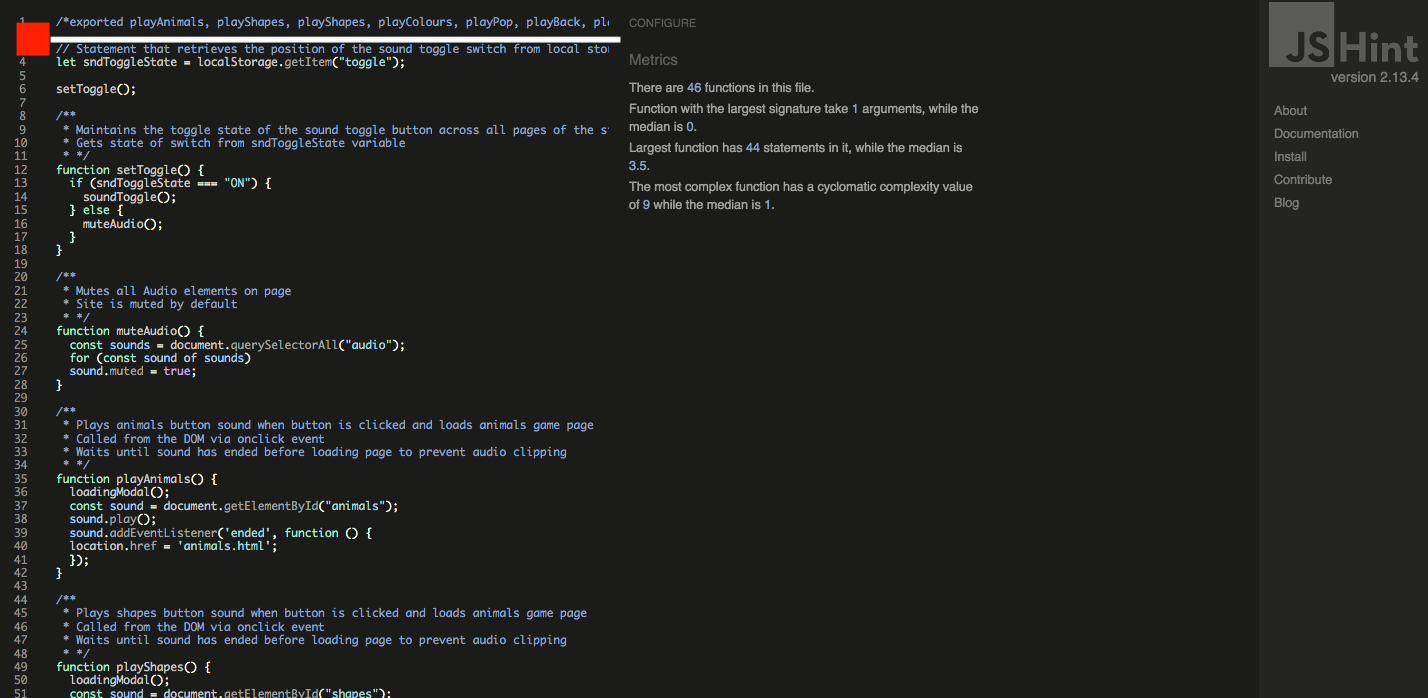 1 /*exported playAnimals, playShapes, playShapes, playColours, playPop, playBack,
// Statement that retrieves the position of the sound toggle switch from local
4 let sndToggleState = localStorage.getItem("toggle");
5
6 setToggle();
7
8 /**
9 * Maintains the toggle state of the sound toggle button across all pages of the
10 * Gets state of switch from sndToggleState variable
11 * */
12 function setToggle() {
13 if (sndToggleState === "ON") {
14 soundToggle();
15 } else {
16 muteAudio();
17 }
18 }
19
20 /**
21 * Mutes all Audio elements on page
22 * Site is muted by default
23 * */
24 function muteAudio() {
25 const sounds = document.querySelectorAll("audio");
26 for (const sound of sounds)
27 sound.muted = true;
28 }
29
30 /**
31 * Plays animals button sound when button is clicked and loads animals game page
32 * Called from the DOM via onclick event
33 * Waits until sound has ended before loading page to prevent audio clipping
34 * */
35 function playAnimals() {
36 loadingModal();
37 const sound = document.getElementById("animals");
38 sound.play();
39 sound.addEventListener('ended', function () {
40 location.href = 'animals.html';
41 });
42 }
43
44 /**
45 * Plays shapes button sound when button is clicked and loads animals game page
46 * Called from the DOM via onclick event
47 * Waits until sound has ended before loading page to prevent audio clipping
48 * */
49 function playShapes() {
50 loadingModal();
51 const sound = document.getElementById("shapes");
CONFIGURE
Metrics
There are 46 functions in this file.
Function with the largest signature take 1 arguments, while the
median is 0.
Largest function has 44 statements in it, while the median is
3.5.
The most complex function has a cyclomatic complexity value
of 9 while the median is 1.
JSHint
version 2.13.4
About
Documentation
Install
Contribute
Blog